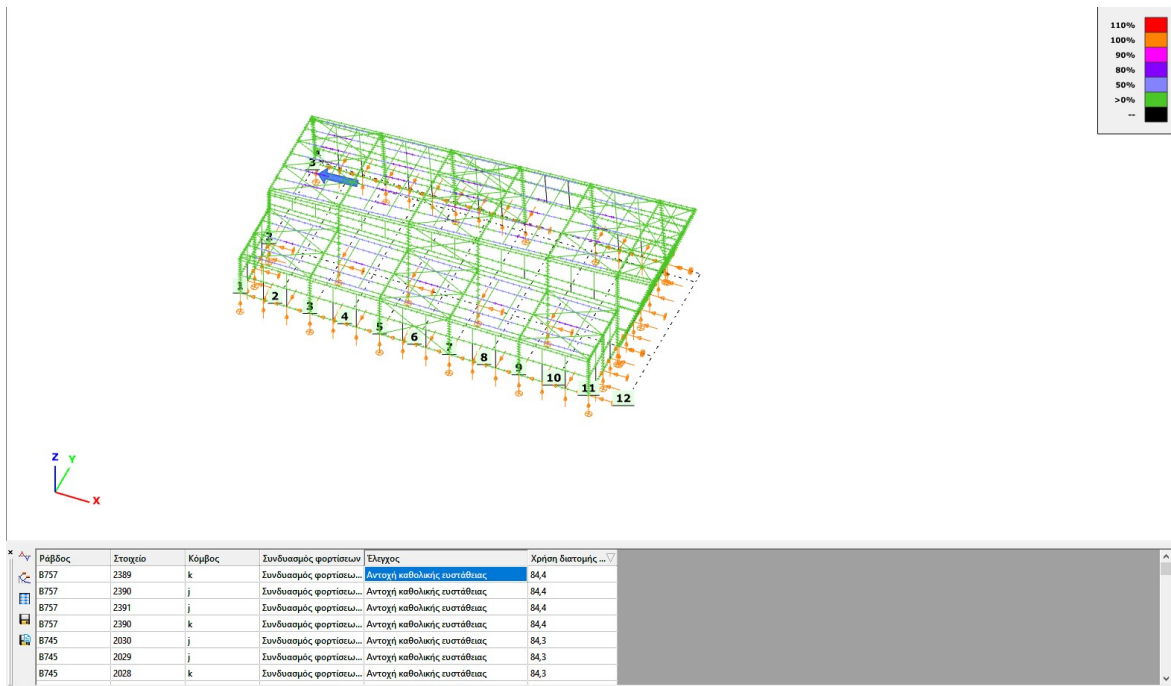 110%
100%
90%
80%
50%
>0%
--
3
2
1
2
3
4
5
6
7
8
9
10
11
12
Z
Y
X
Ράβδος Στοιχείο Κόμβος Συνδυασμός φορτίσεων Έλεγχος Χρήση διατομής ...
B757 2389 k Συνδυασμός φορτίσεω... Αντοχή καθολικής ευστάθειας 84,4
B757 2390 j Συνδυασμός φορτίσεω... Αντοχή καθολικής ευστάθειας 84,4
B757 2391 j Συνδυασμός φορτίσεω... Αντοχή καθολικής ευστάθειας 84,4
B757 2390 k Συνδυασμός φορτίσεω... Αντοχή καθολικής ευστάθειας 84,4
B745 2030 j Συνδυασμός φορτίσεω... Αντοχή καθολικής ευστάθειας 84,3
B745 2029 j Συνδυασμός φορτίσεω... Αντοχή καθολικής ευστάθειας 84,3
B745 2028 k Συνδυασμός φορτίσεω... Αντοχή καθολικής ευστάθειας 84,3